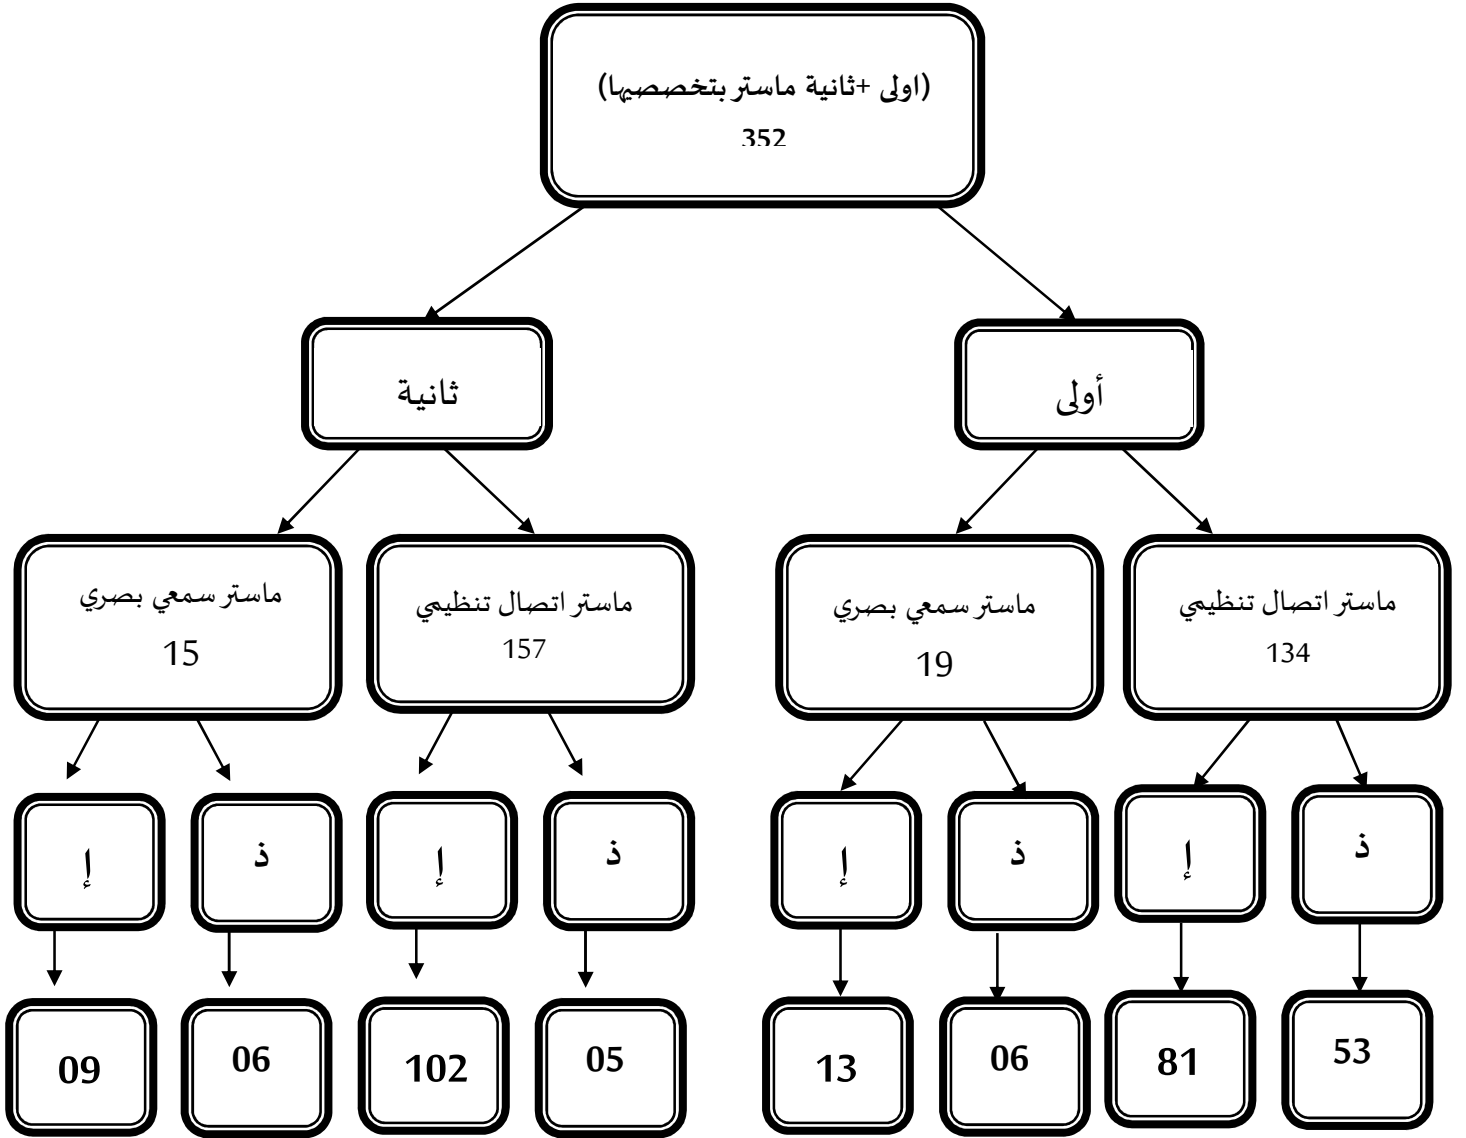 (اولى +ثانية ماستر بتخصصيها)
352
أولى
ثانية
ماستر اتصال تنظيمي
134
ماستر سمعي بصري
19
ماستر اتصال تنظيمي
157
ماستر سمعي بصري
15
ذ
إ
ذ
إ
ذ
إ
ذ
إ
53
81
06
13
05
102
06
09